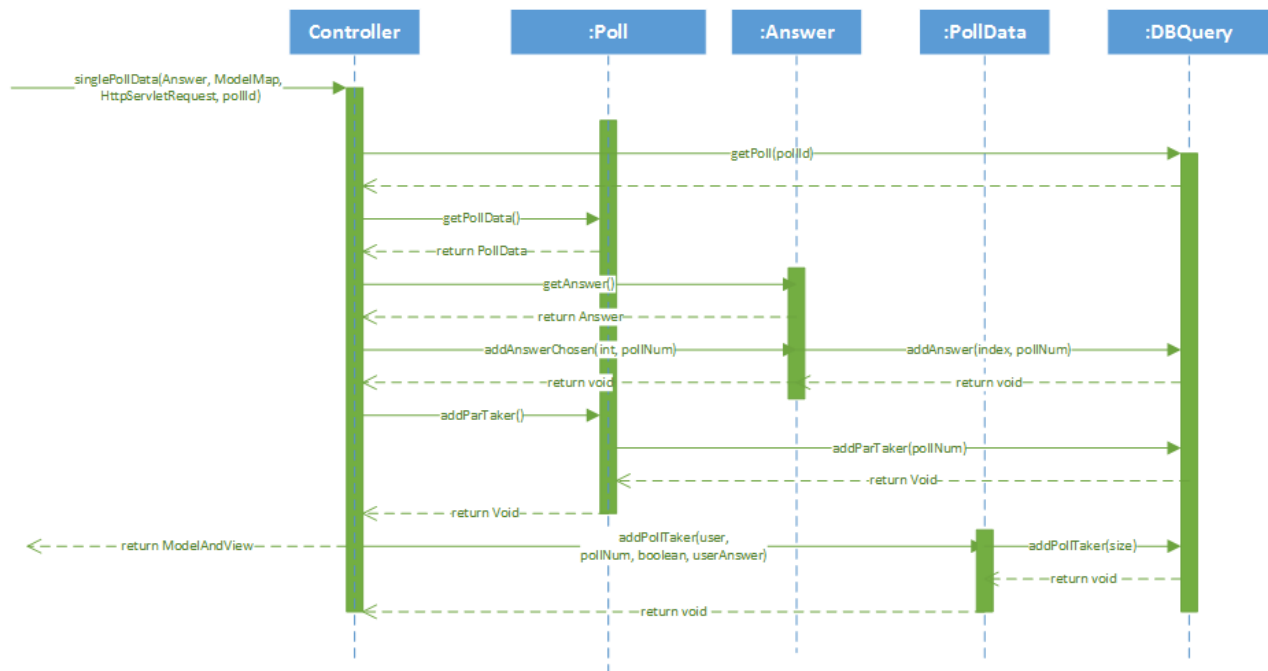 Controller
:Poll
:Answer
:PollData
:DBQuery
singlePollData(Answer, ModelMap,
HttpServletRequest, pollId)
getPoll(pollId)
getPollData()
return PollData
getAnswer()
return Answer
addAnswerChosen(int, pollNum)
addAnswer(index, pollNum)
return void
return void
addParTaker()
addParTaker(pollNum)
return Void
return Void
return ModelAndView
addPollTaker(user,
pollNum, boolean, userAnswer)
addPollTaker(size)
return void
return void